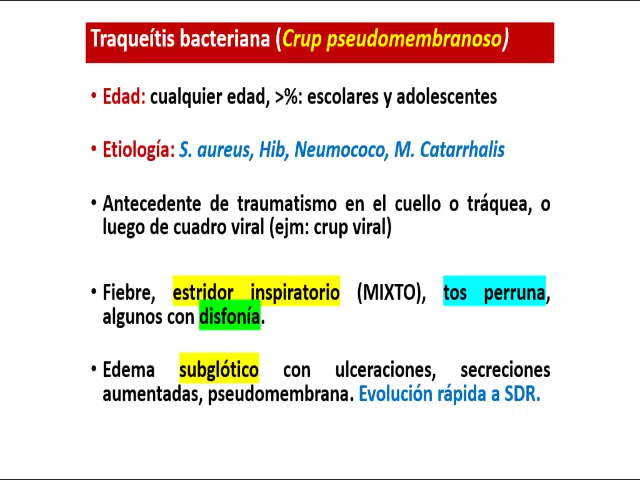 Traqueítis bacteriana (Crup pseudomembranoso)
• Edad: cualquier edad, >%: escolares y adolescentes
• Etiología: S. aureus, Hib, Neumococo, M. Catarrhalis
• Antecedente de traumatismo en el cuello o tráquea, o
luego de cuadro viral (ejm: crup viral)
• Fiebre, estridor inspiratorio (MIXTO), tos perruna,
algunos con disfonía.
• Edema subglótico con ulceraciones, secreciones
aumentadas, pseudomembrana. Evolución rápida a SDR.